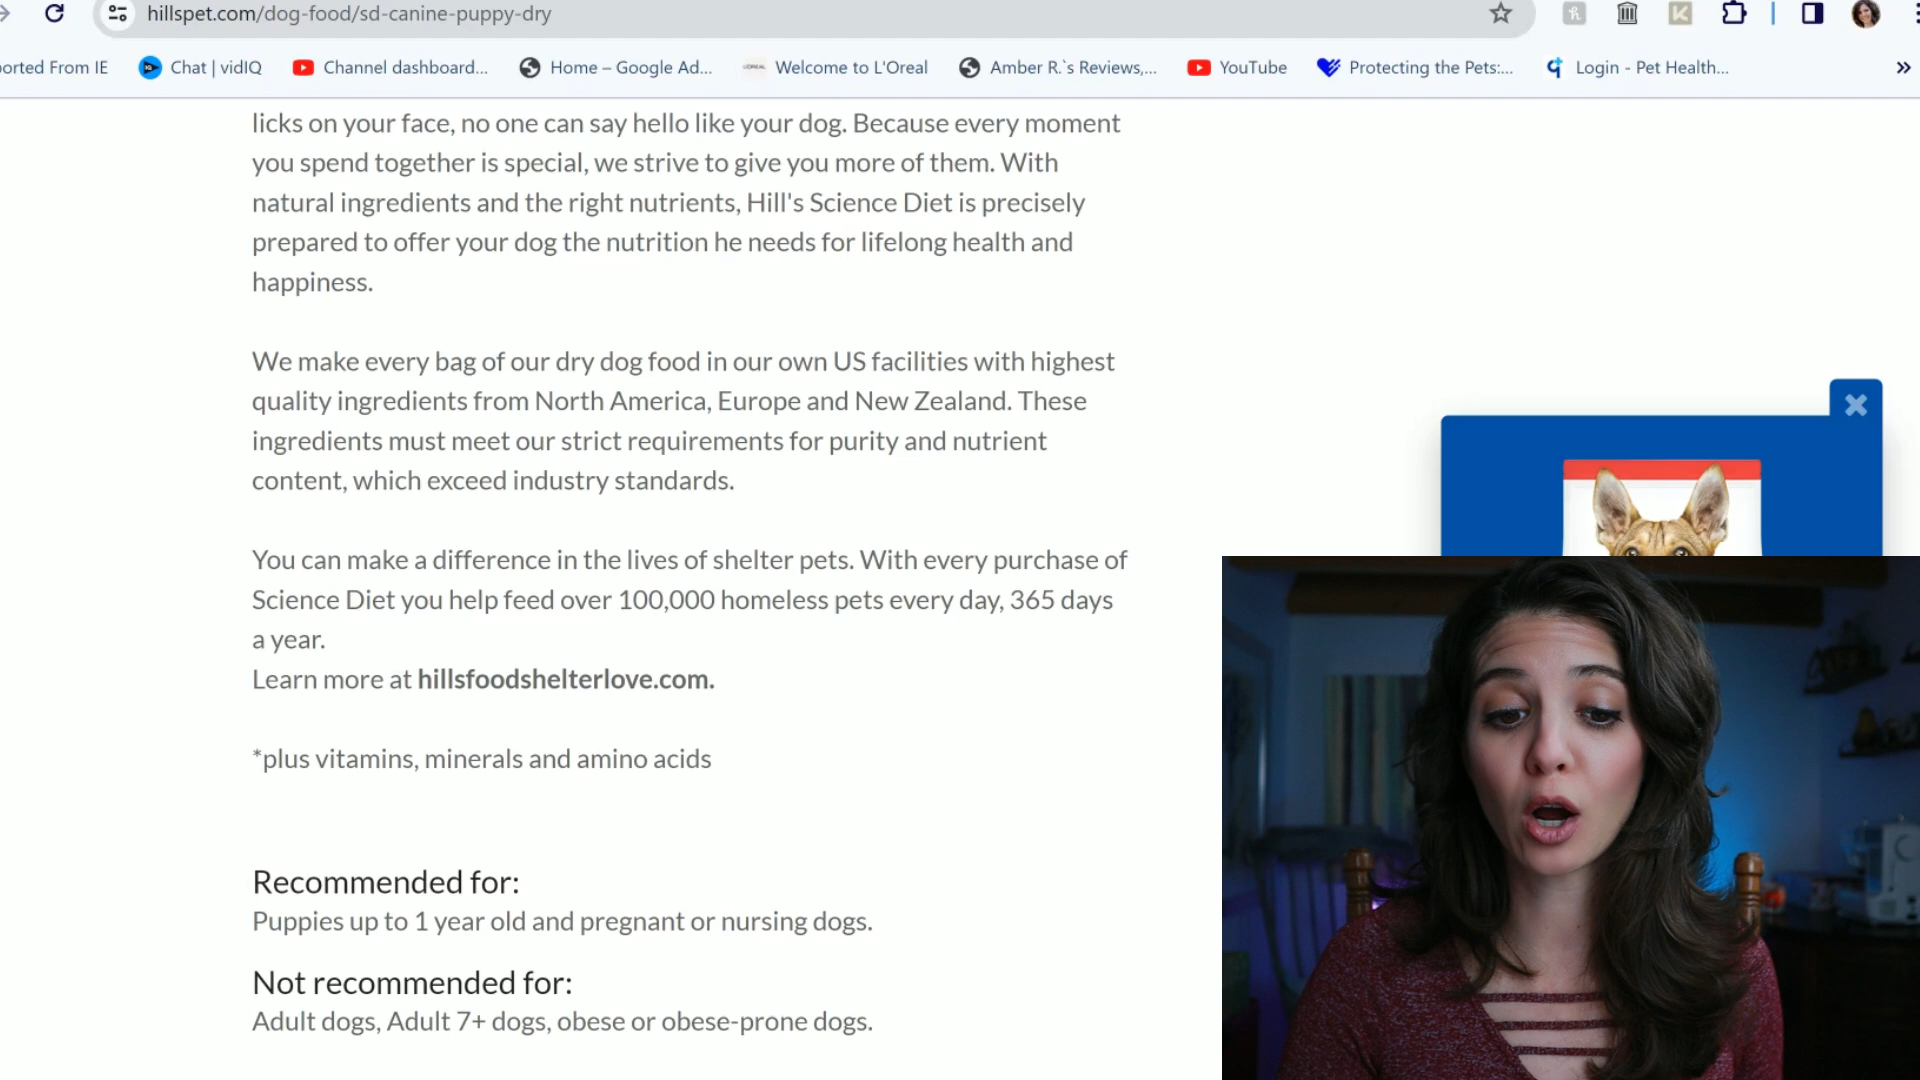 hillspet.com/dog-food/sd-canine-puppy-dry
orted From IE
Chat | vidIQ
Channel dashboard...
Home – Google Ad...
Welcome to L'Oreal
Amber R.`s Reviews,...
YouTube
Protecting the Pets:...
Login - Pet Health...
licks on your face, no one can say hello like your dog. Because every moment
you spend together is special, we strive to give you more of them. With
natural ingredients and the right nutrients, Hill's Science Diet is precisely
prepared to offer your dog the nutrition he needs for lifelong health and
happiness.
We make every bag of our dry dog food in our own US facilities with highest
quality ingredients from North America, Europe and New Zealand. These
ingredients must meet our strict requirements for purity and nutrient
content, which exceed industry standards.
You can make a difference in the lives of shelter pets. With every purchase of
Science Diet you help feed over 100,000 homeless pets every day, 365 days
a year.
Learn more at hillsfoodshelterlove.com.
*plus vitamins, minerals and amino acids
Recommended for:
Puppies up to 1 year old and pregnant or nursing dogs.
Not recommended for:
Adult dogs, Adult 7+ dogs, obese or obese-prone dogs.